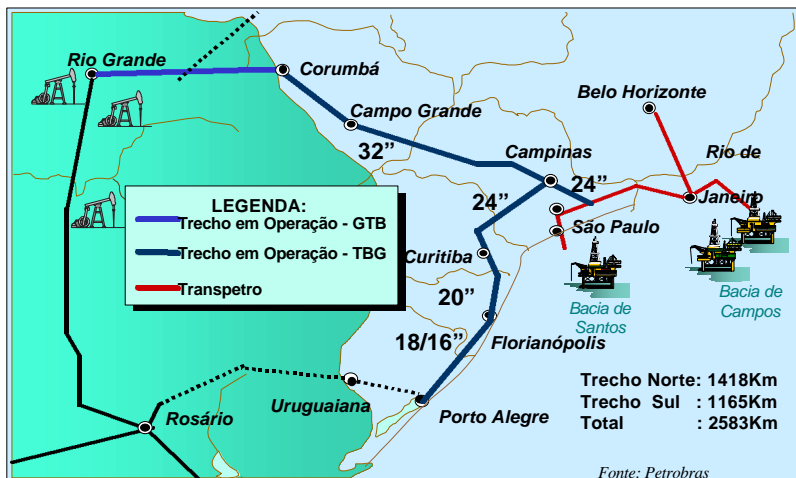 Rio Grande
Corumbá
Campo Grande
Belo Horizonte
32”
Campinas
Rio de
Janeiro
24”
24”
LEGENDA:
Trecho em Operação - GTB
Trecho em Operação - TBG
Transpetro
São Paulo
Curitiba
20”
Bacia de
Santos
Bacia de
Campos
18/16”
Florianópolis
Rosário
Uruguaiana
Porto Alegre
Trecho Norte: 1418Km
Trecho Sul : 1165Km
Total : 2583Km
Fonte: Petrobras